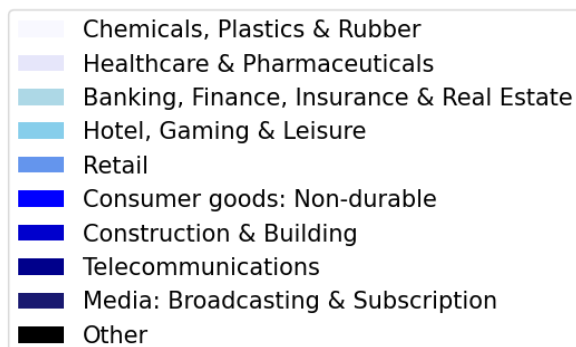 Chemicals, Plastics & Rubber
Healthcare & Pharmaceuticals
Banking, Finance, Insurance & Real Estate
Hotel, Gaming & Leisure
Retail
Consumer goods: Non-durable
Construction & Building
Telecommunications
Media: Broadcasting & Subscription
Other